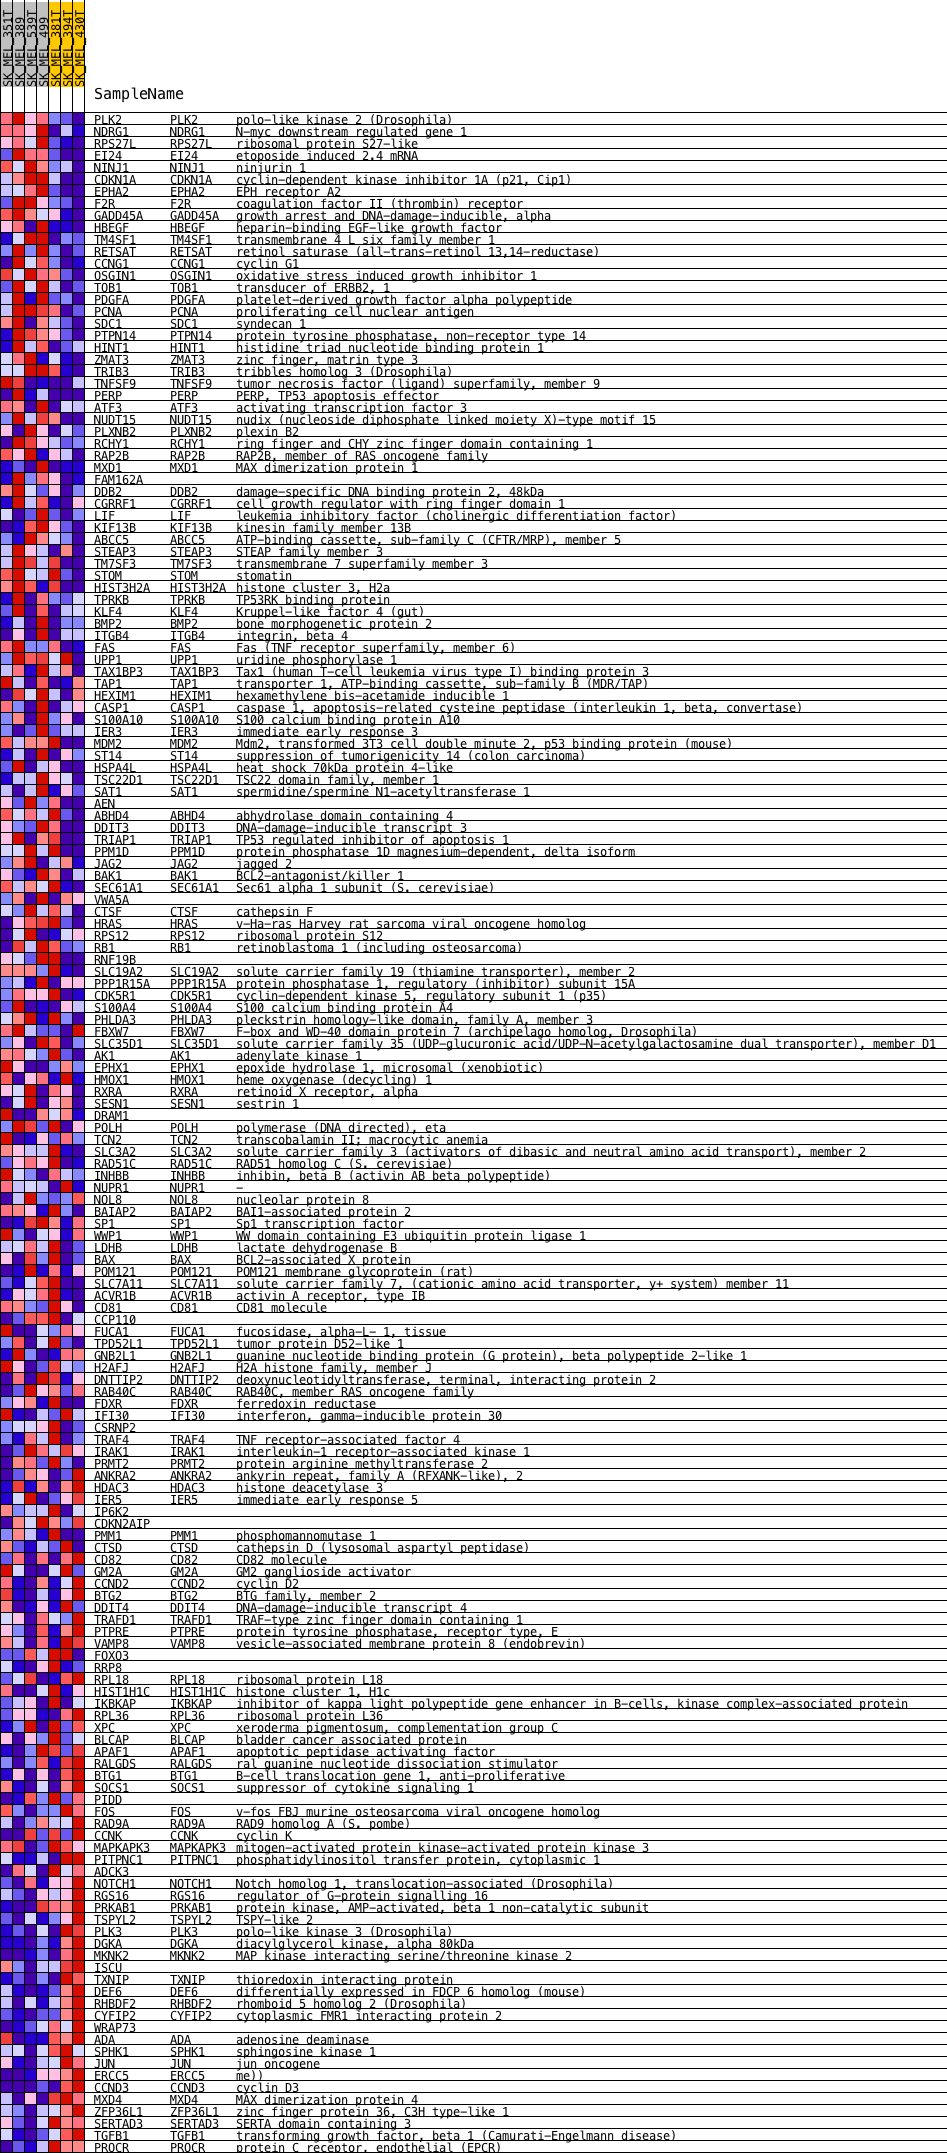 SK_MEL_351T
SK_MEL_389
SK_MEL_539T
SK_MEL_499
SK_MEL_381T
SK_MEL_394T
SK_MEL_430T
SampleName
PLK2 PLK2 polo-like kinase 2 (Drosophila)
NDRG1 NDRG1 N-myc downstream regulated gene 1
RPS27L RPS27L ribosomal protein S27-like
EI24 EI24 etoposide induced 2.4 mRNA
NINJ1 NINJ1 ninjurin 1
CDKN1A CDKN1A cyclin-dependent kinase inhibitor 1A (p21, Cip1)
EPHA2 EPHA2 EPH receptor A2
F2R F2R coagulation factor II (thrombin) receptor
GADD45A GADD45A growth arrest and DNA-damage-inducible, alpha
HBEGF HBEGF heparin-binding EGF-like growth factor
TM4SF1 TM4SF1 transmembrane 4 L six family member 1
RETSAT RETSAT retinol saturase (all-trans-retinol 13,14-reductase)
CCNG1 CCNG1 cyclin G1
OSGIN1 OSGIN1 oxidative stress induced growth inhibitor 1
TOB1 TOB1 transducer of ERBB2, 1
PDGFA PDGFA platelet-derived growth factor alpha polypeptide
PCNA PCNA proliferating cell nuclear antigen
SDC1 SDC1 syndecan 1
PTPN14 PTPN14 protein tyrosine phosphatase, non-receptor type 14
HINT1 HINT1 histidine triad nucleotide binding protein 1
ZMAT3 ZMAT3 zinc finger, matrin type 3
TRIB3 TRIB3 tribbles homolog 3 (Drosophila)
TNFSF9 TNFSF9 tumor necrosis factor (ligand) superfamily, member 9
PERP PERP PERP, TP53 apoptosis effector
ATF3 ATF3 activating transcription factor 3
NUDT15 NUDT15 nudix (nucleoside diphosphate linked moiety X)-type motif 15
PLXNB2 PLXNB2 plexin B2
RCHY1 RCHY1 ring finger and CHY zinc finger domain containing 1
RAP2B RAP2B RAP2B, member of RAS oncogene family
MXD1 MXD1 MAX dimerization protein 1
FAM162A
DDB2 DDB2 damage-specific DNA binding protein 2, 48kDa
CGRRF1 CGRRF1 cell growth regulator with ring finger domain 1
LIF LIF leukemia inhibitory factor (cholinergic differentiation factor)
KIF13B KIF13B kinesin family member 13B
ABCC5 ABCC5 ATP-binding cassette, sub-family C (CFTR/MRP), member 5
STEAP3 STEAP3 STEAP family member 3
TM7SF3 TM7SF3 transmembrane 7 superfamily member 3
STOM STOM stomatin
HIST3H2A HIST3H2A histone cluster 3, H2a
TPRKB TPRKB TP53RK binding protein
KLF4 KLF4 Kruppel-like factor 4 (gut)
BMP2 BMP2 bone morphogenetic protein 2
ITGB4 ITGB4 integrin, beta 4
FAS FAS Fas (TNF receptor superfamily, member 6)
UPP1 UPP1 uridine phosphorylase 1
TAX1BP3 TAX1BP3 Tax1 (human T-cell leukemia virus type I) binding protein 3
TAP1 TAP1 transporter 1, ATP-binding cassette, sub-family B (MDR/TAP)
HEXIM1 HEXIM1 hexamethylene bis-acetamide inducible 1
CASP1 CASP1 caspase 1, apoptosis-related cysteine peptidase (interleukin 1, beta, convertase)
S100A10 S100A10 S100 calcium binding protein A10
IER3 IER3 immediate early response 3
MDM2 MDM2 Mdm2, transformed 3T3 cell double minute 2, p53 binding protein (mouse)
ST14 ST14 suppression of tumorigenicity 14 (colon carcinoma)
HSPA4L HSPA4L heat shock 70kDa protein 4-like
TSC22D1 TSC22D1 TSC22 domain family, member 1
SAT1 SAT1 spermidine/spermine N1-acetyltransferase 1
AEN
ABHD4 ABHD4 abhydrolase domain containing 4
DDIT3 DDIT3 DNA-damage-inducible transcript 3
TRIAP1 TRIAP1 TP53 regulated inhibitor of apoptosis 1
PPM1D PPM1D protein phosphatase 1D magnesium-dependent, delta isoform
JAG2 JAG2 jagged 2
BAK1 BAK1 BCL2-antagonist/killer 1
SEC61A1 SEC61A1 Sec61 alpha 1 subunit (S. cerevisiae)
VWA5A
CTSF CTSF cathepsin F
HRAS HRAS v-Ha-ras Harvey rat sarcoma viral oncogene homolog
RPS12 RPS12 ribosomal protein S12
RB1 RB1 retinoblastoma 1 (including osteosarcoma)
RNF19B
SLC19A2 SLC19A2 solute carrier family 19 (thiamine transporter), member 2
PPP1R15A PPP1R15A protein phosphatase 1, regulatory (inhibitor) subunit 15A
CDK5R1 CDK5R1 cyclin-dependent kinase 5, regulatory subunit 1 (p35)
S100A4 S100A4 S100 calcium binding protein A4
PHLDA3 PHLDA3 pleckstrin homology-like domain, family A, member 3
FBXW7 FBXW7 F-box and WD-40 domain protein 7 (archipelago homolog, Drosophila)
SLC35D1 SLC35D1 solute carrier family 35 (UDP-glucuronic acid/UDP-N-acetylgalactosamine dual transporter), member D1
AK1 AK1 adenylate kinase 1
EPHX1 EPHX1 epoxide hydrolase 1, microsomal (xenobiotic)
HMOX1 HMOX1 heme oxygenase (decycling) 1
RXRA RXRA retinoid X receptor, alpha
SESN1 SESN1 sestrin 1
DRAM1
POLH POLH polymerase (DNA directed), eta
TCN2 TCN2 transcobalamin II; macrocytic anemia
SLC3A2 SLC3A2 solute carrier family 3 (activators of dibasic and neutral amino acid transport), member 2
RAD51C RAD51C RAD51 homolog C (S. cerevisiae)
INHBB INHBB inhibin, beta B (activin AB beta polypeptide)
NUPR1 NUPR1 -
NOL8 NOL8 nucleolar protein 8
BAIAP2 BAIAP2 BAI1-associated protein 2
SP1 SP1 Sp1 transcription factor
WWP1 WWP1 WW domain containing E3 ubiquitin protein ligase 1
LDHB LDHB lactate dehydrogenase B
BAX BAX BCL2-associated X protein
POM121 POM121 POM121 membrane glycoprotein (rat)
SLC7A11 SLC7A11 solute carrier family 7, (cationic amino acid transporter, y+ system) member 11
ACVR1B ACVR1B activin A receptor, type IB
CD81 CD81 CD81 molecule
CCP110
FUCA1 FUCA1 fucosidase, alpha-L- 1, tissue
TPD52L1 TPD52L1 tumor protein D52-like 1
GNB2L1 GNB2L1 guanine nucleotide binding protein (G protein), beta polypeptide 2-like 1
H2AFJ H2AFJ H2A histone family, member J
DNTTIP2 DNTTIP2 deoxynucleotidyltransferase, terminal, interacting protein 2
RAB40C RAB40C RAB40C, member RAS oncogene family
FDXR FDXR ferredoxin reductase
IFI30 IFI30 interferon, gamma-inducible protein 30
CSRNP2
TRAF4 TRAF4 TNF receptor-associated factor 4
IRAK1 IRAK1 interleukin-1 receptor-associated kinase 1
PRMT2 PRMT2 protein arginine methyltransferase 2
ANKRA2 ANKRA2 ankyrin repeat, family A (RFXANK-like), 2
HDAC3 HDAC3 histone deacetylase 3
IER5 IER5 immediate early response 5
IP6K2
CDKN2AIP
PMM1 PMM1 phosphomannomutase 1
CTSD CTSD cathepsin D (lysosomal aspartyl peptidase)
CD82 CD82 CD82 molecule
GM2A GM2A GM2 ganglioside activator
CCND2 CCND2 cyclin D2
BTG2 BTG2 BTG family, member 2
DDIT4 DDIT4 DNA-damage-inducible transcript 4
TRAFD1 TRAFD1 TRAF-type zinc finger domain containing 1
PTPRE PTPRE protein tyrosine phosphatase, receptor type, E
VAMP8 VAMP8 vesicle-associated membrane protein 8 (endobrevin)
FOXO3
RRP8
RPL18 RPL18 ribosomal protein L18
HIST1H1C HIST1H1C histone cluster 1, H1c
IKBKAP IKBKAP inhibitor of kappa light polypeptide gene enhancer in B-cells, kinase complex-associated protein
RPL36 RPL36 ribosomal protein L36
XPC XPC xeroderma pigmentosum, complementation group C
BLCAP BLCAP bladder cancer associated protein
APAF1 APAF1 apoptotic peptidase activating factor
RALGDS RALGDS ral guanine nucleotide dissociation stimulator
BTG1 BTG1 B-cell translocation gene 1, anti-proliferative
SOCS1 SOCS1 suppressor of cytokine signaling 1
PIDD
FOS FOS v-fos FBJ murine osteosarcoma viral oncogene homolog
RAD9A RAD9A RAD9 homolog A (S. pombe)
CCNK CCNK cyclin K
MAPKAPK3 MAPKAPK3 mitogen-activated protein kinase-activated protein kinase 3
PITPNC1 PITPNC1 phosphatidylinositol transfer protein, cytoplasmic 1
ADCK3
NOTCH1 NOTCH1 Notch homolog 1, translocation-associated (Drosophila)
RGS16 RGS16 regulator of G-protein signalling 16
PRKAB1 PRKAB1 protein kinase, AMP-activated, beta 1 non-catalytic subunit
TSPYL2 TSPYL2 TSPY-like 2
PLK3 PLK3 polo-like kinase 3 (Drosophila)
DGKA DGKA diacylglycerol kinase, alpha 80kDa
MKNK2 MKNK2 MAP kinase interacting serine/threonine kinase 2
ISCU
TXNIP TXNIP thioredoxin interacting protein
DEF6 DEF6 differentially expressed in FDCP 6 homolog (mouse)
RHBDF2 RHBDF2 rhomboid 5 homolog 2 (Drosophila)
CYFIP2 CYFIP2 cytoplasmic FMR1 interacting protein 2
WRAP73
ADA ADA adenosine deaminase
SPHK1 SPHK1 sphingosine kinase 1
JUN JUN jun oncogene
ERCC5 ERCC5 me))
CCND3 CCND3 cyclin D3
MXD4 MXD4 MAX dimerization protein 4
ZFP36L1 ZFP36L1 zinc finger protein 36, C3H type-like 1
SERTAD3 SERTAD3 SERTA domain containing 3
TGFB1 TGFB1 transforming growth factor, beta 1 (Camurati-Engelmann disease)
PROCR PROCR protein C receptor, endothelial (EPCR)